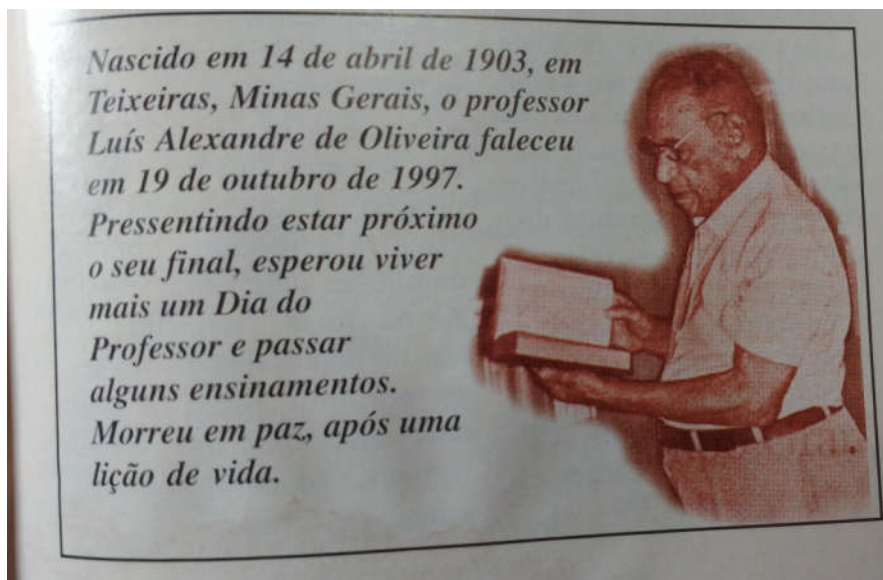 Nascido em 14 de abril de 1903, em
Teixeiras, Minas Gerais, o professor
Luís Alexandre de Oliveira faleceu
em 19 de outubro de 1997.
Pressentindo estar próximo
o seu final, esperou viver
mais um Dia do
Professor e passar
alguns ensinamentos.
Morreu em paz, após uma
lição de vida.